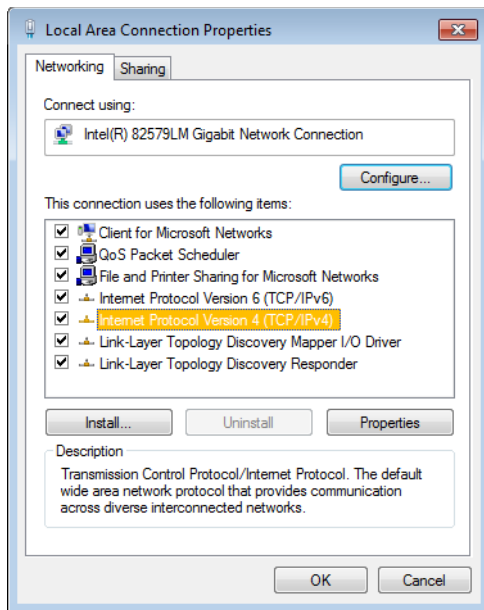 Local Area Connection Properties
Networking
Sharing
Connect using:
Intel(R) 82579LM Gigabit Network Connection
Configure...
This connection uses the following items:
Client for Microsoft Networks
QoS Packet Scheduler
File and Printer Sharing for Microsoft Networks
Internet Protocol Version 6 (TCP/IPv6)
Internet Protocol Version 4 (TCP/IPv4)
Link-Layer Topology Discovery Mapper I/O Driver
Link-Layer Topology Discovery Responder
Install...
Uninstall
Properties
Description
Transmission Control Protocol/Internet Protocol. The default
wide area network protocol that provides communication
across diverse interconnected networks.
OK
Cancel